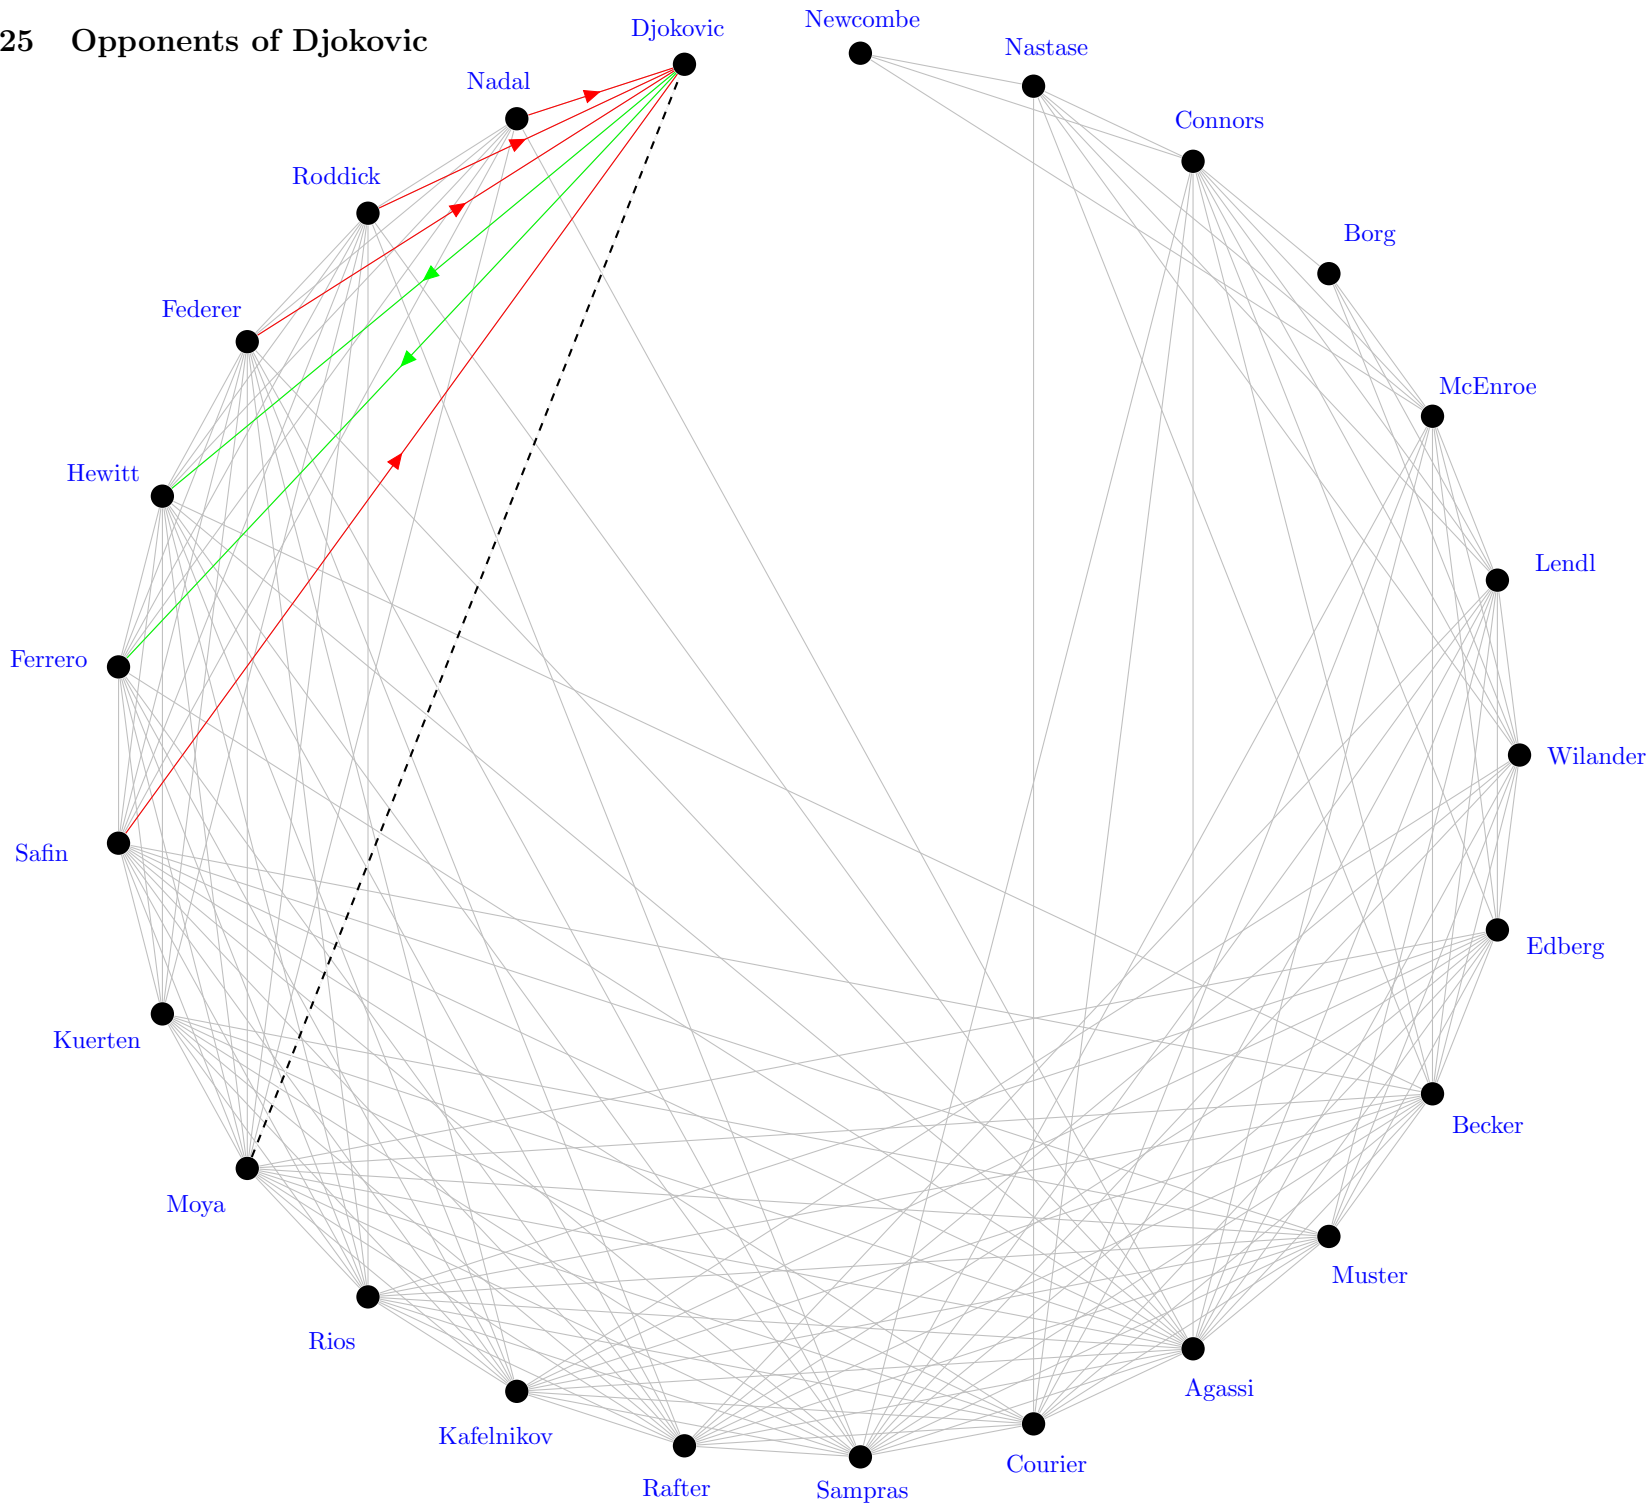 25 Opponents of Djokovic
Djokovic
Newcombe
Nastase
Connors
Borg
McEnroe
Lendl
Wilander
Edberg
Becker
Muster
Agassi
Courier
Sampras
Rafter
Kafelnikov
Rios
Moya
Kuerten
Safin
Ferrero
Hewitt
Federer
Roddick
Nadal